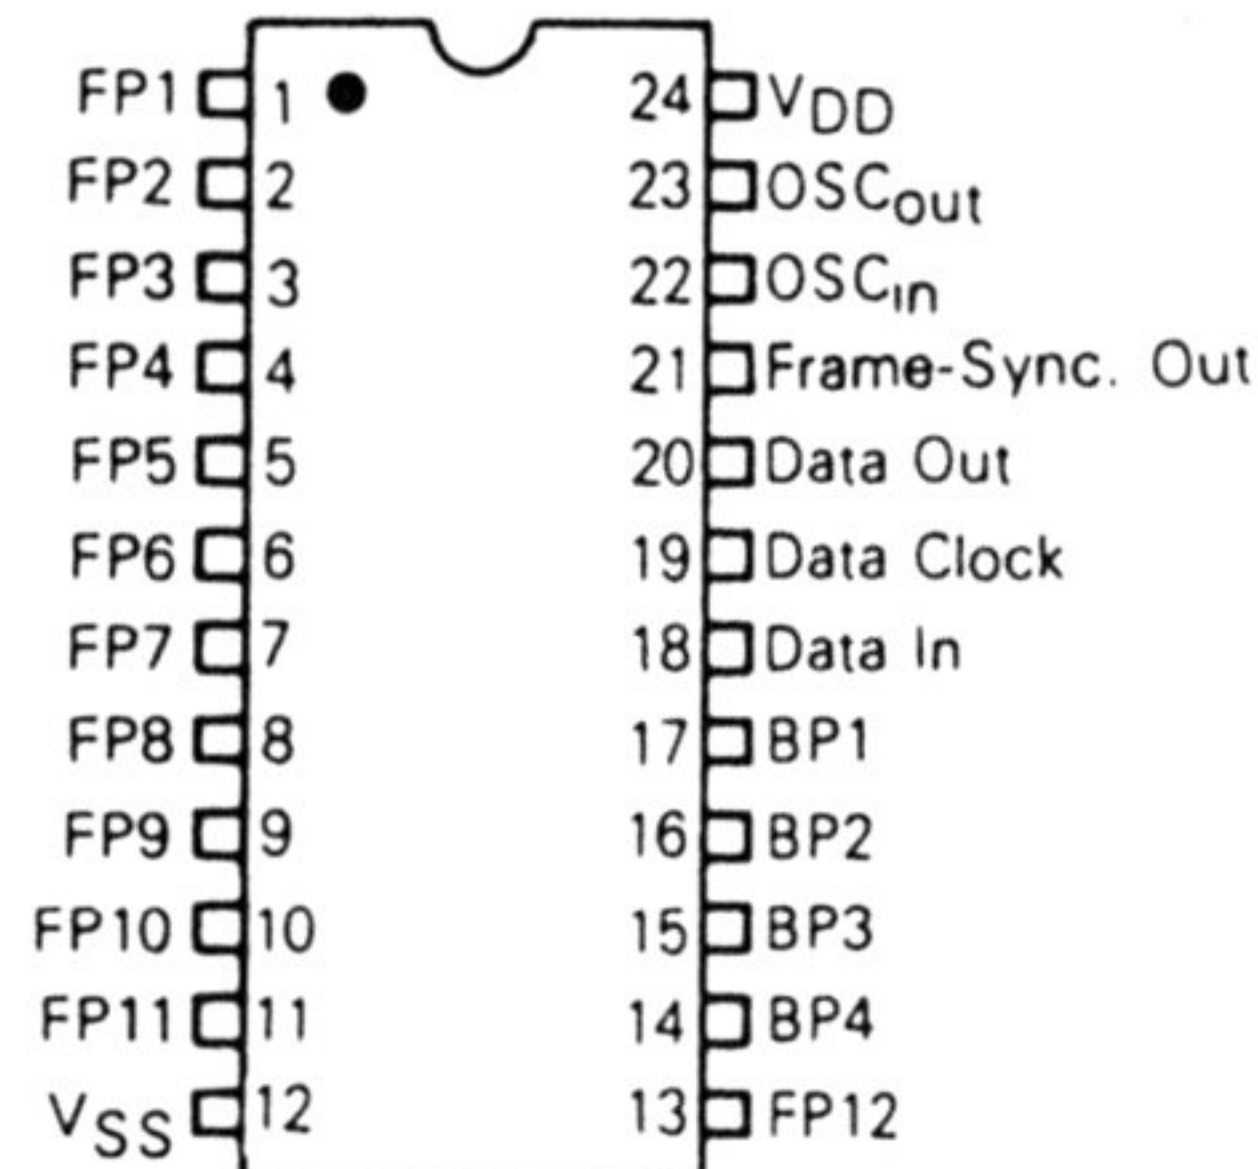 FP1 1 24 VDD
FP2 2 23 OSCout
FP3 3 22 OSCin
FP4 4 21 Frame-Sync. Out
FP5 5 20 Data Out
FP6 6 19 Data Clock
FP7 7 18 Data In
FP8 8 17 BP1
FP9 9 16 BP2
FP10 10 15 BP3
FP11 11 14 BP4
VSS 12 13 FP12